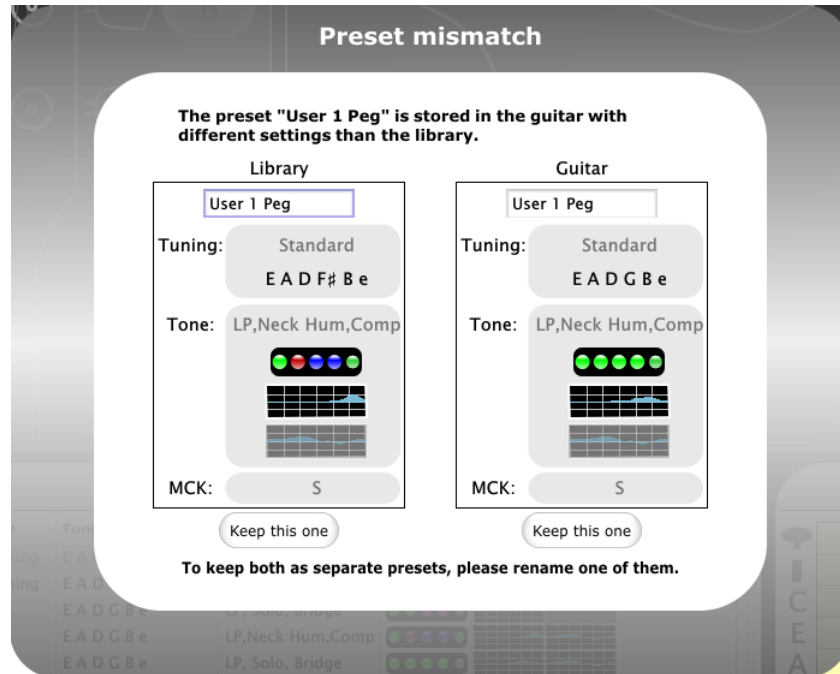 Preset mismatch
The preset "User 1 Peg" is stored in the guitar with
different settings than the library.
Library
User 1 Peg
Tuning:
Standard
E A D F♯ B e
Tone:
LP,Neck Hum,Comp
MCK:
S
Keep this one
Guitar
User 1 Peg
Tuning:
Standard
E A D G B e
Tone:
LP,Neck Hum,Comp
MCK:
S
Keep this one
To keep both as separate presets, please rename one of them.
E A D G B e LP, Solo, Bridge
E A D G B e LP,Neck Hum,Comp
E A D G B e LP, Solo, Bridge